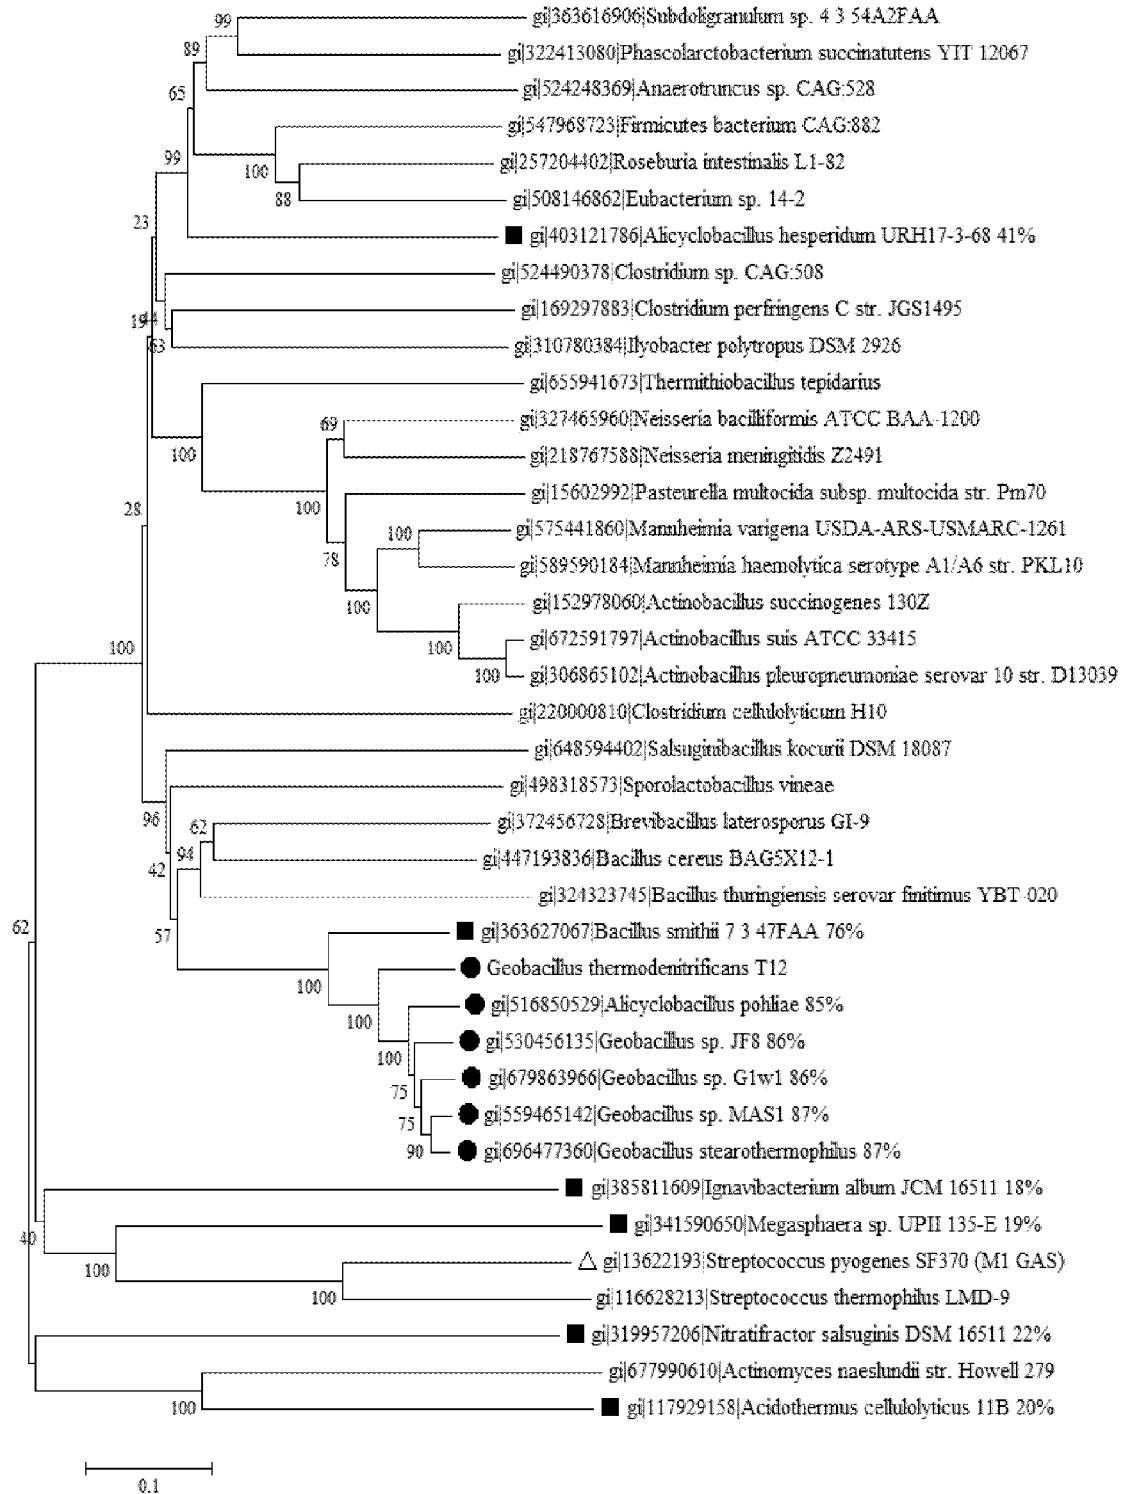 99
gi|363616906|Subdoligranulum sp. 4 3 54A2FAA
89
gi|322413080|Phascolarctobacterium succinatutens YIT 12067
65
gi|524248369|Anaerotruncus sp. CAG:528
gi|547968723|Firmicutes bacterium CAG:882
99
100
gi|257204402|Roseburia intestinalis L1-82
88
gi|508146862|Eubacterium sp. 14-2
23
gi|403121786|Alicyclobacillus hesperidum URH17-3-68 41%
gi|524490378|Clostridium sp. CAG:508
19
44
gi|169297883|Clostridium perfringens C str. JGS1495
63
gi|310780384|Ilyobacter polytropus DSM 2926
gi|655941673|Thermithiobacillus tepidarius
69
gi|327465960|Neisseria bacilliformis ATCC BAA-1200
100
gi|218767588|Neisseria meningitidis Z2491
28
100
gi|15602992|Pasteurella multocida subsp. multocida str. Pm70
100
gi|575441860|Mannheimia varigena USDA-ARS-USMARC-1261
78
gi|589590184|Mannheimia haemolytica serotype A1/A6 str. PKL10
100
gi|152978060|Actinobacillus succinogenes 130Z
100
100
gi|672591797|Actinobacillus suis ATCC 33415
100
gi|306865102|Actinobacillus pleuropneumoniae serovar 10 str. D13039
gi|220000810|Clostridium cellulolyticum H10
gi|648594402|Salsuginibacillus kocurii DSM 18087
gi|498318573|Sporolactobacillus vineae
96
62
gi|372456728|Brevibacillus laterosporus GI-9
42
94
gi|447193836|Bacillus cereus BAG5X12-1
gi|324323745|Bacillus thuringiensis serovar finitimus YBT-020
62
57
gi|363627067|Bacillus smithii 7 3 47FAA 76%
100
Geobacillus thermodenitrificans T12
100
gi|516850529|Alicyclobacillus pohliae 85%
100
gi|530456135|Geobacillus sp. JF8 86%
75
gi|679863966|Geobacillus sp. G1w1 86%
75
gi|559465142|Geobacillus sp. MAS1 87%
90
gi|696477360|Geobacillus stearothermophilus 87%
gi|385811609|Ignavibacterium album JCM 16511 18%
40
gi|341590650|Megasphaera sp. UPII 135-E 19%
100
gi|13622193|Streptococcus pyogenes SF370 (M1 GAS)
100
gi|116628213|Streptococcus thermophilus LMD-9
gi|319957206|Nitratifractor salsuginis DSM 16511 22%
gi|677990610|Actinomyces naeslundii str. Howell 279
100
gi|117929158|Acidothermus cellulolyticus 11B 20%
0.1